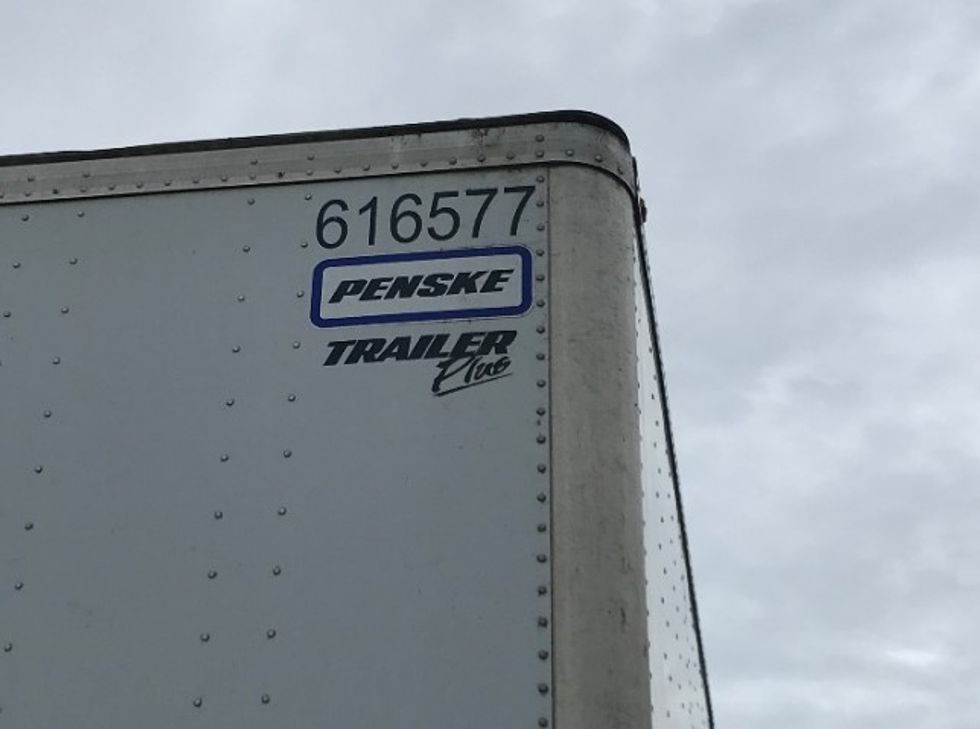 616577
PENSKE
TRAILER
Plus